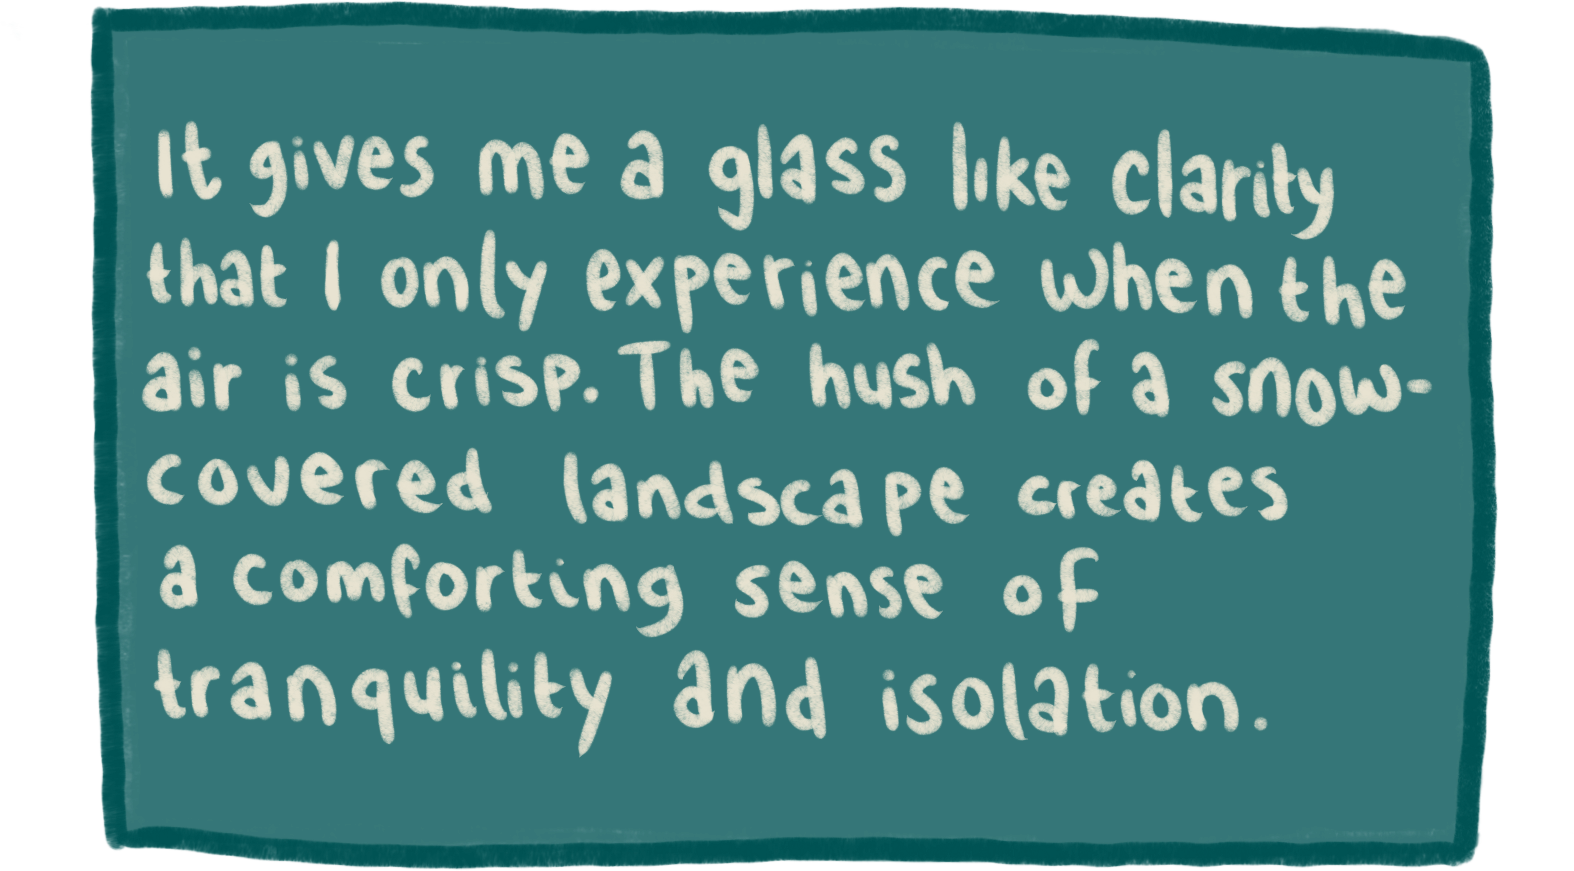 It gives me a glass like clarity
that I only experience when the
air is crisp. The hush of a snow-
covered landscape creates
a comforting sense of
tranquility and isolation.